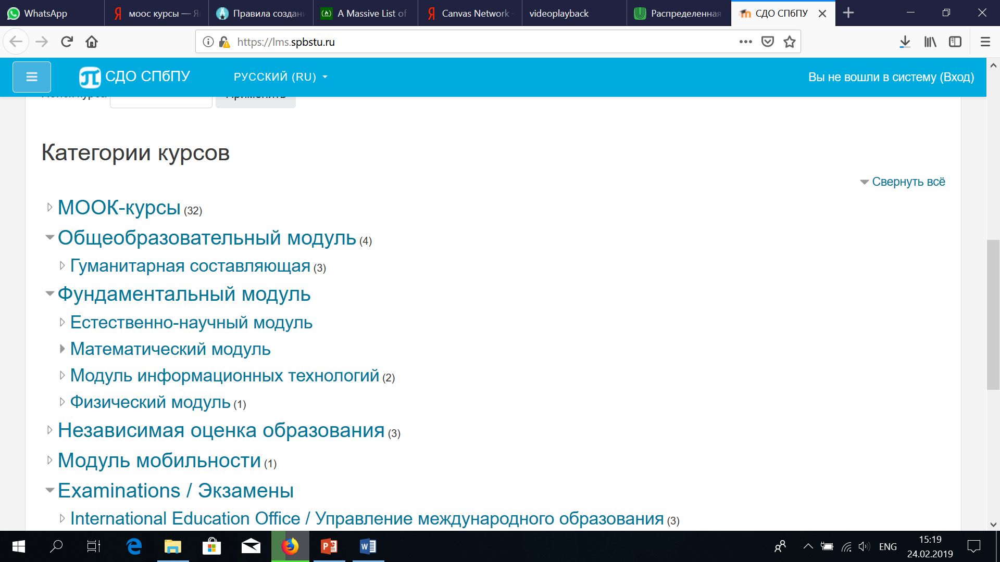 WhatsApp
моос курсы — Я
Правила создан
A Massive List of
Canvas Network -
videoplayback
Распределенная
СДО СПбПУ
https://lms.spbstu.ru
СДО СПбПУ
РУССКИЙ (RU)
Вы не вошли в систему (Вход)
Применить
Категории курсов
Свернуть всё
МООК-курсы (32)
Общеобразовательный модуль (4)
Гуманитарная составляющая (3)
Фундаментальный модуль
Естественно-научный модуль
Математический модуль
Модуль информационных технологий (2)
Физический модуль (1)
Независимая оценка образования (3)
Модуль мобильности (1)
Examinations / Экзамены
International Education Office / Управление международного образования (3)
ENG
15:19
24.02.2019